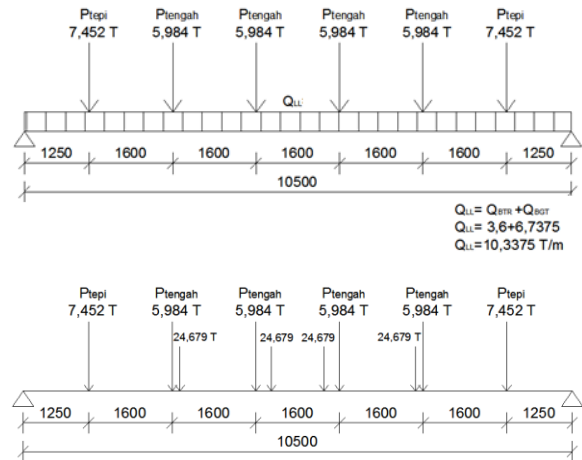 Ptepi Ptengah Ptengah Ptengah Ptengah Ptepi
7,452 T 5,984 T 5,984 T 5,984 T 5,984 T 7,452 T
QLL
1250 1600 1600 1600 1600 1600 1250
10500
QLL= QBTR +QBGT
QLL= 3,6+6,7375
QLL=10,3375 T/m
Ptepi Ptengah Ptengah Ptengah Ptengah Ptepi
7,452 T 5,984 T 5,984 T 5,984 T 5,984 T 7,452 T
24,679 T 24,679 24,679 24,679 T
1250 1600 1600 1600 1600 1600 1250
10500